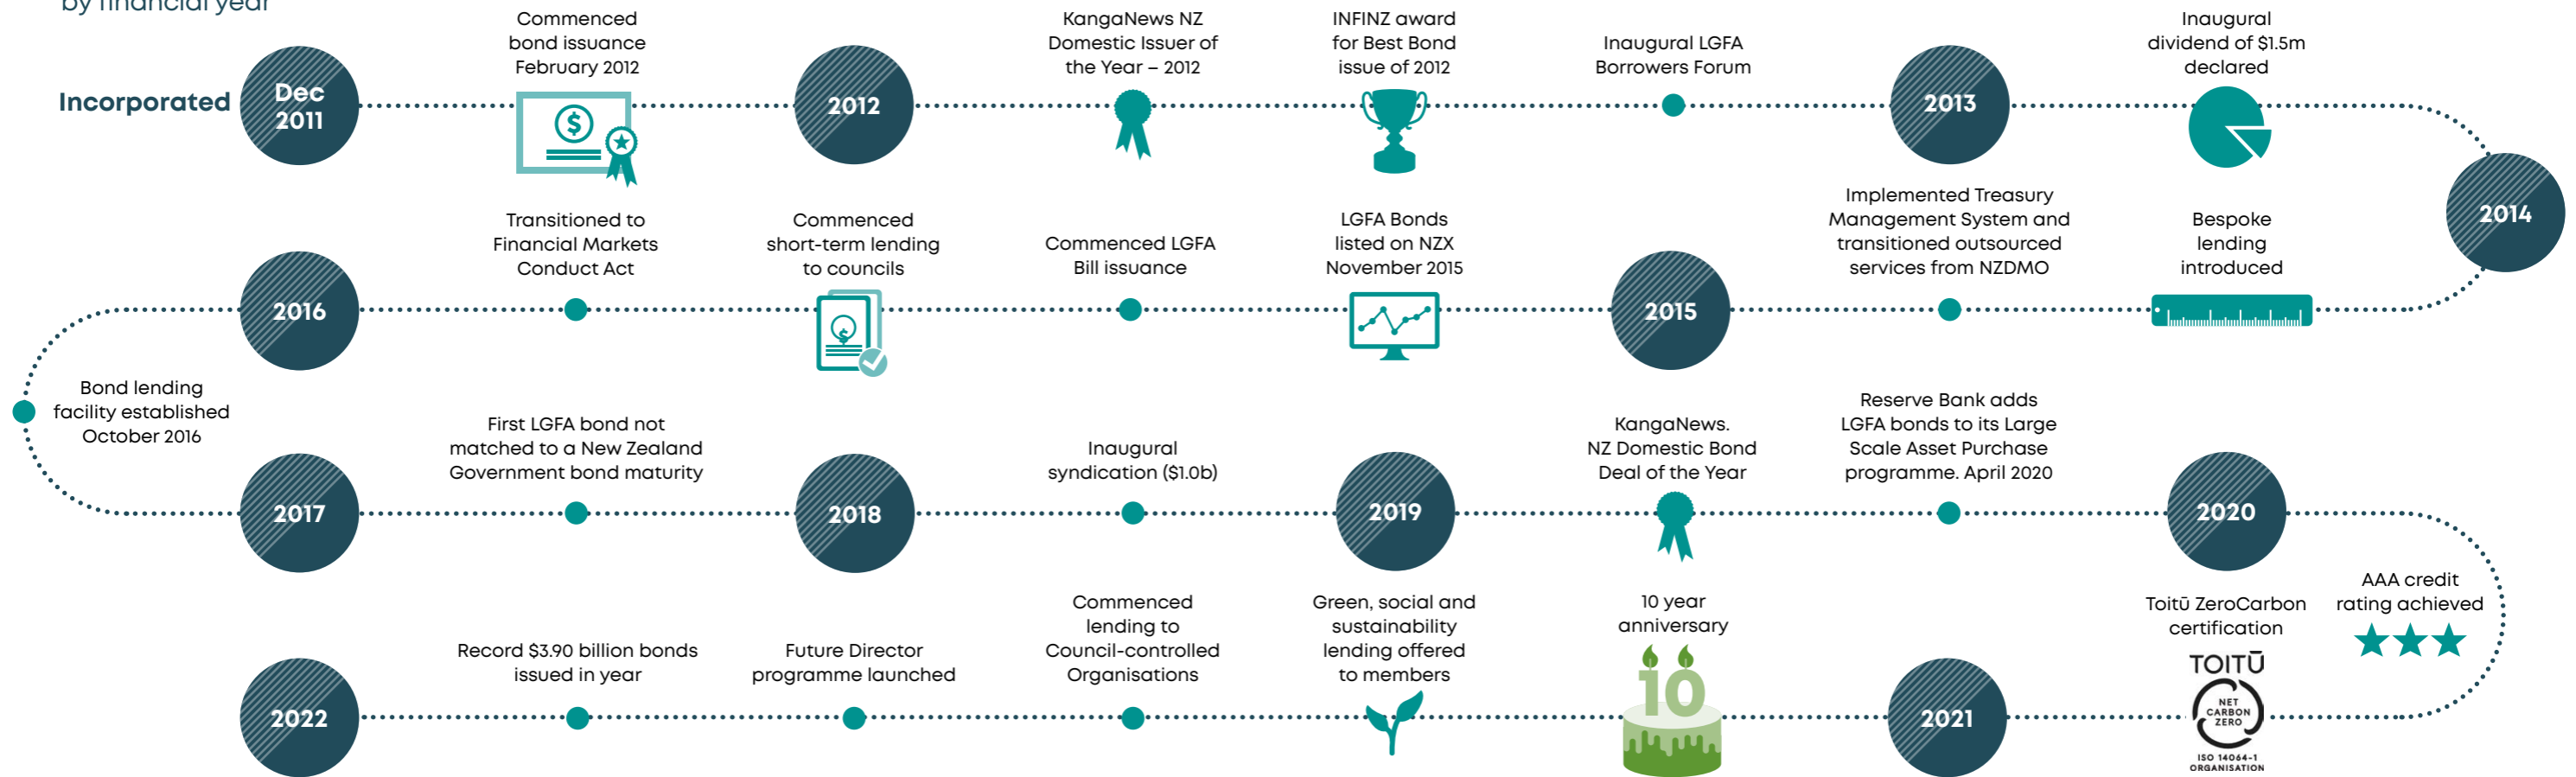 by financial year
Incorporated
Dec
2011
Commenced
bond issuance
February 2012
$
2012
KangaNews NZ
Domestic Issuer of
the Year – 2012
INFINZ award
for Best Bond
issue of 2012
Inaugural LGFA
Borrowers Forum
2013
Inaugural
dividend of $1.5m
declared
2014
Bespoke
lending
introduced
Implemented Treasury
Management System and
transitioned outsourced
services from NZDMO
2015
LGFA Bonds
listed on NZX
November 2015
Commenced LGFA
Bill issuance
Commenced
short-term lending
to councils
$
Transitioned to
Financial Markets
Conduct Act
2016
Bond lending
facility established
October 2016
2017
First LGFA bond not
matched to a New Zealand
Government bond maturity
2018
Inaugural
syndication ($1.0b)
2019
KangaNews.
NZ Domestic Bond
Deal of the Year
Reserve Bank adds
LGFA bonds to its Large
Scale Asset Purchase
programme. April 2020
2020
AAA credit
rating achieved
Toitū ZeroCarbon
certification
TOITŪ
NET
CARBON
ZERO
ISO 14064-1
ORGANISATION
2021
10 year
anniversary
10
Green, social and
sustainability
lending offered
to members
Commenced
lending to
Council-controlled
Organisations
Future Director
programme launched
Record $3.90 billion bonds
issued in year
2022